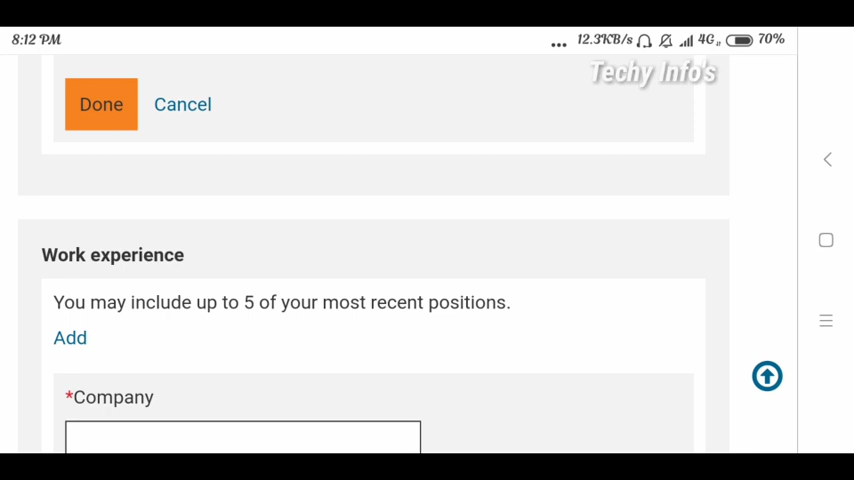 8:12 PM
... 12.3KB/s 4G 70%
Techy Info's
Done Cancel
Work experience
You may include up to 5 of your most recent positions.
Add
*Company